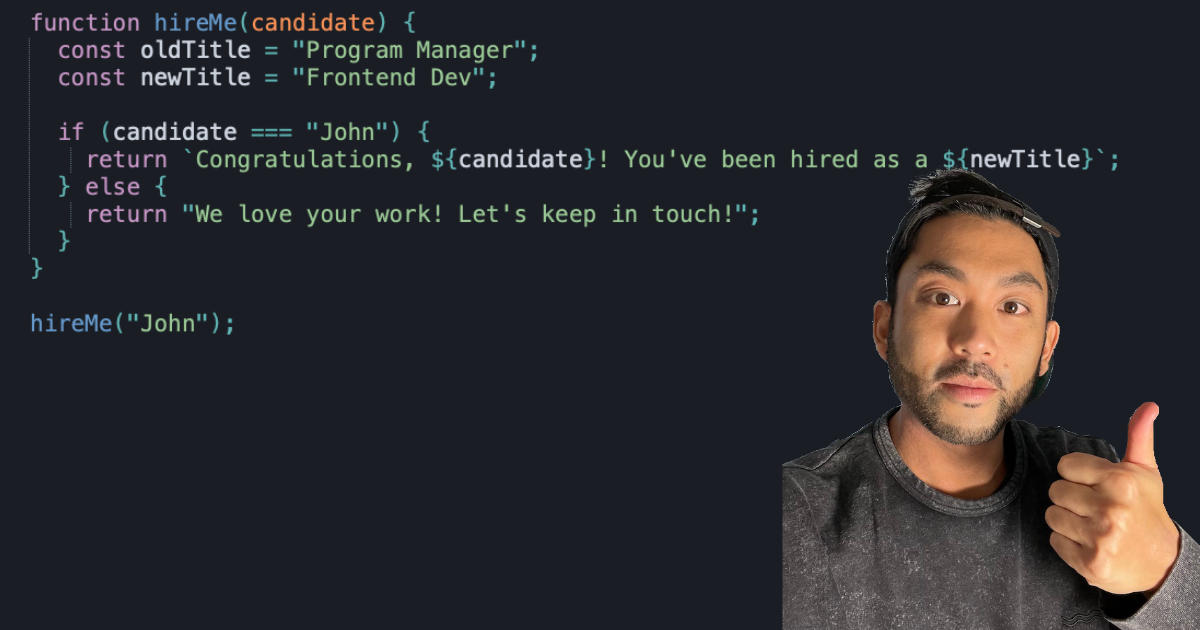 function hireMe(candidate) {
const oldTitle = "Program Manager";
const newTitle = "Frontend Dev";
if (candidate === "John") {
return `Congratulations, ${candidate}! You've been hired as a ${newTitle}`;
} else {
return "We love your work! Let's keep in touch!";
}
}
hireMe("John");